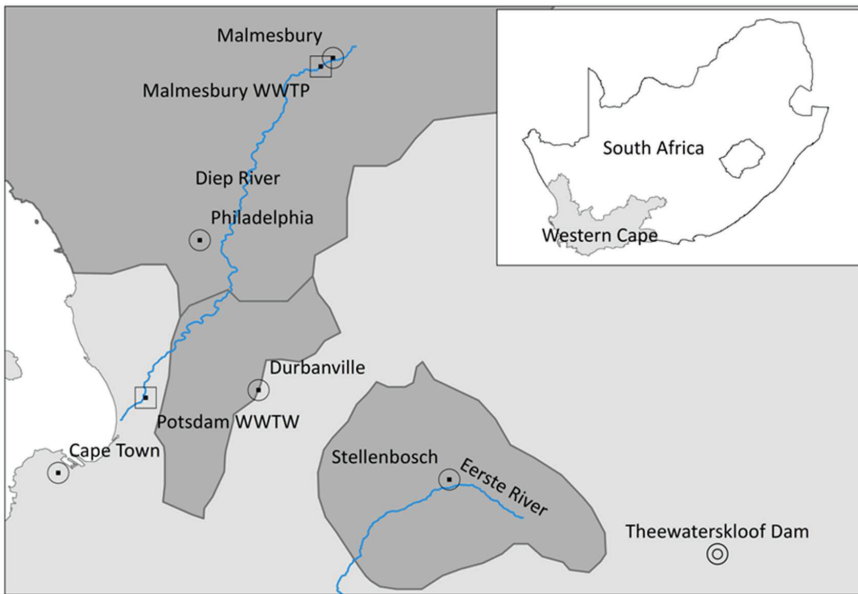 Malmesbury
Malmesbury WWTP
South Africa
Diep River
Philadelphia
Western Cape
Durbanville
Potsdam WWTW
Cape Town
Stellenbosch
Eerste River
Theewaterskloof Dam